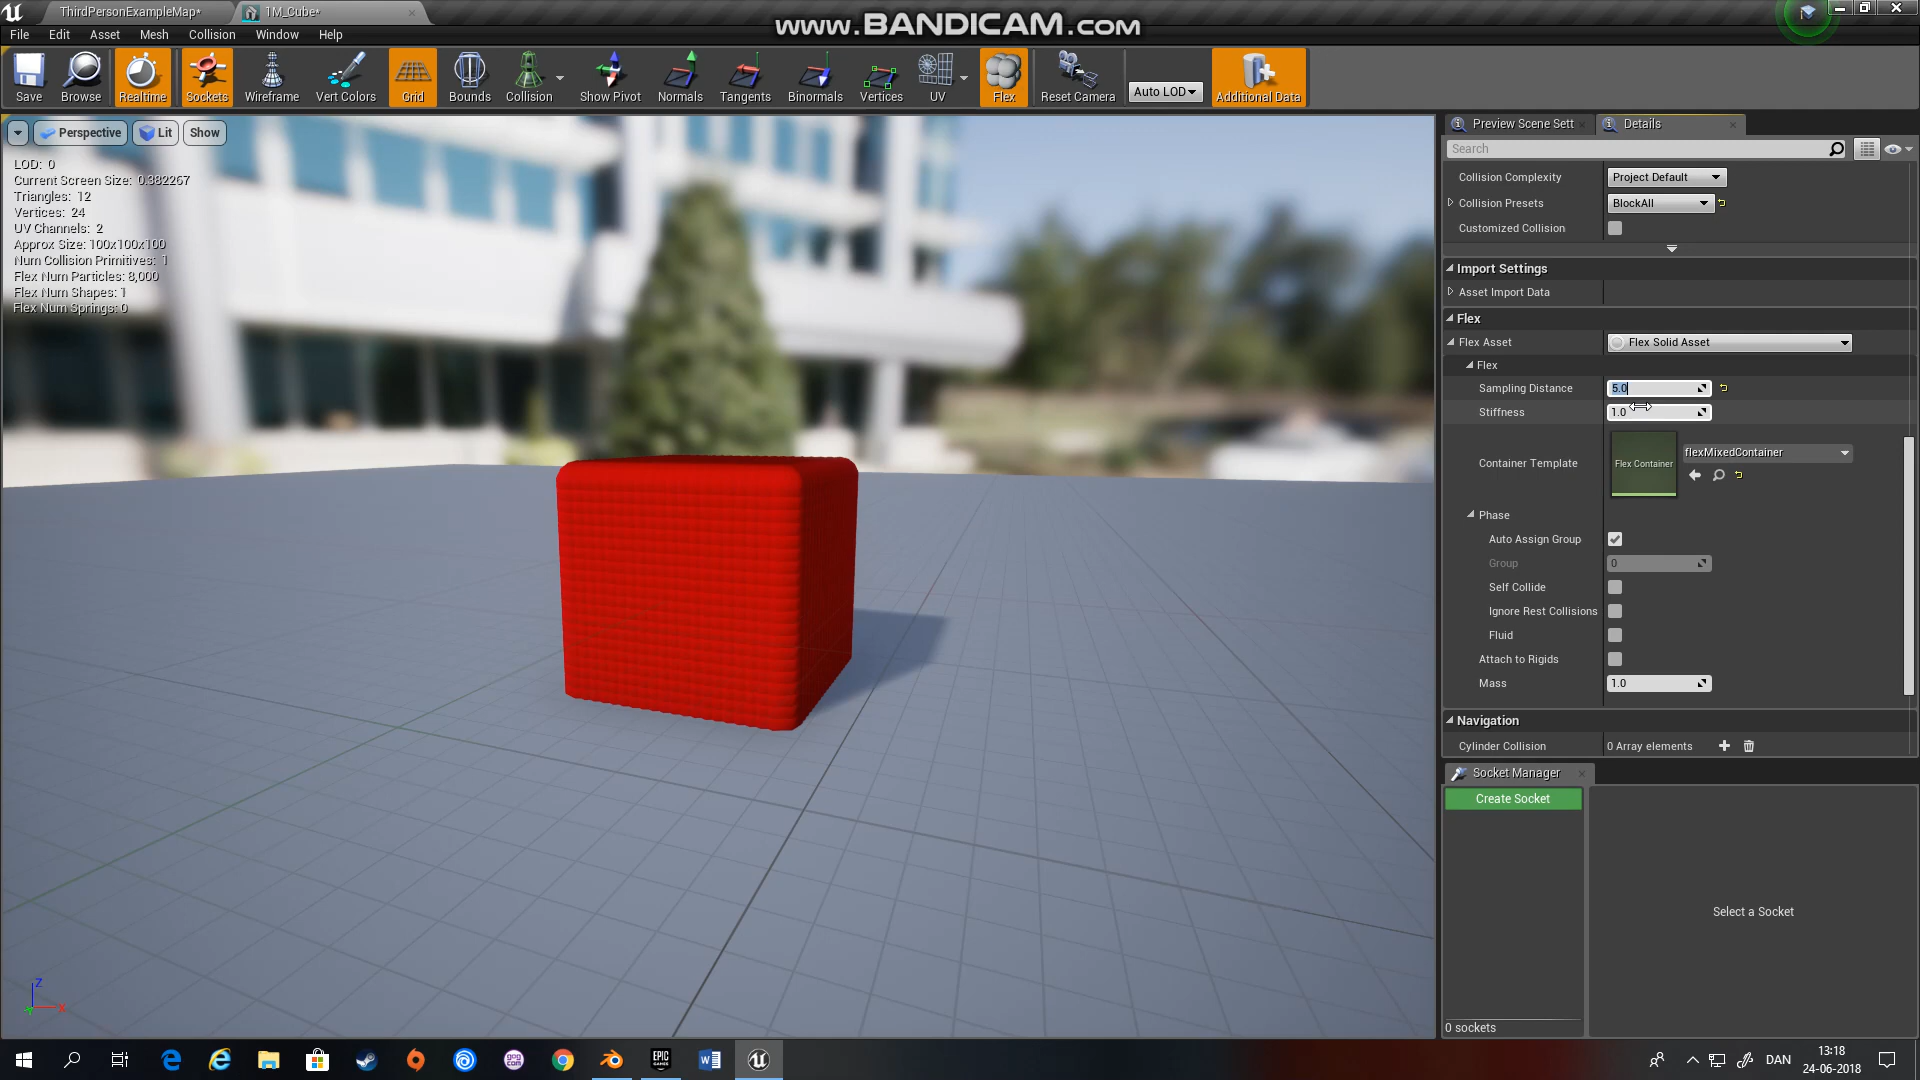 ThirdPersonExampleMap*
1M_Cube*
www.BANDICAM.com
File Edit Asset Mesh Collision Window Help
Save Browse Realtime Sockets Wireframe Vert Colors Grid Bounds Collision Show Pivot Normals Tangents Binormals Vertices UV Flex Reset Camera Auto LOD Additional Data
Perspective Lit Show
LOD: 0
Current Screen Size: 0.382267
Triangles: 12
Vertices: 24
UV Channels: 2
Approx Size: 100x100x100
Num Collision Primitives: 1
Flex Num Particles: 8,000
Flex Num Shapes: 1
Flex Num Springs: 0
Z
X
Preview Scene Sett
Details
Search
Collision Complexity Project Default
Collision Presets BlockAll
Customized Collision
Import Settings
Asset Import Data
Flex
Flex Asset Flex Solid Asset
Flex
Sampling Distance 5.0
Stiffness 1.0
Container Template Flex Container flexMixedContainer
Phase
Auto Assign Group
Group 0
Self Collide
Ignore Rest Collisions
Fluid
Attach to Rigids
Mass 1.0
Navigation
Cylinder Collision 0 Array elements
Socket Manager
Create Socket
Select a Socket
0 sockets
GOG COM
EPIC GAMES
DAN
13:18
24-06-2018